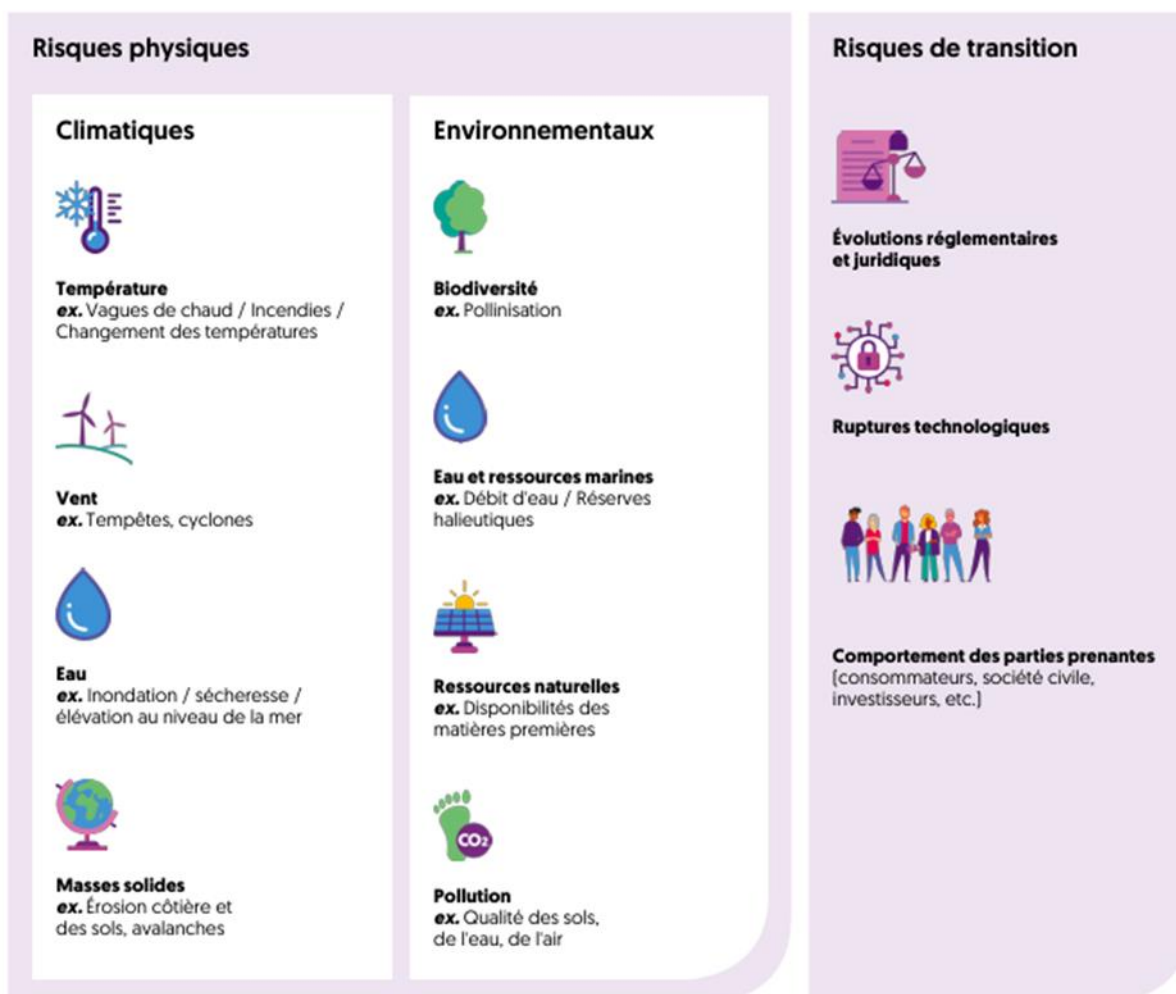 Risques physiques
Climatiques
Température
ex. Vagues de chaud / Incendies /
Changement des températures
Vent
ex. Tempêtes, cyclones
Eau
ex. Inondation / sécheresse /
élévation au niveau de la mer
Masses solides
ex. Érosion côtière et
des sols, avalanches
Environnementaux
Biodiversité
ex. Pollinisation
Eau et ressources marines
ex. Débit d'eau / Réserves
halieutiques
Ressources naturelles
ex. Disponibilités des
matières premières
CO₂
Pollution
ex. Qualité des sols,
de l'eau, de l'air
Risques de transition
Évolutions réglementaires
et juridiques
Ruptures technologiques
Comportement des parties prenantes
(consommateurs, société civile,
investisseurs, etc.)